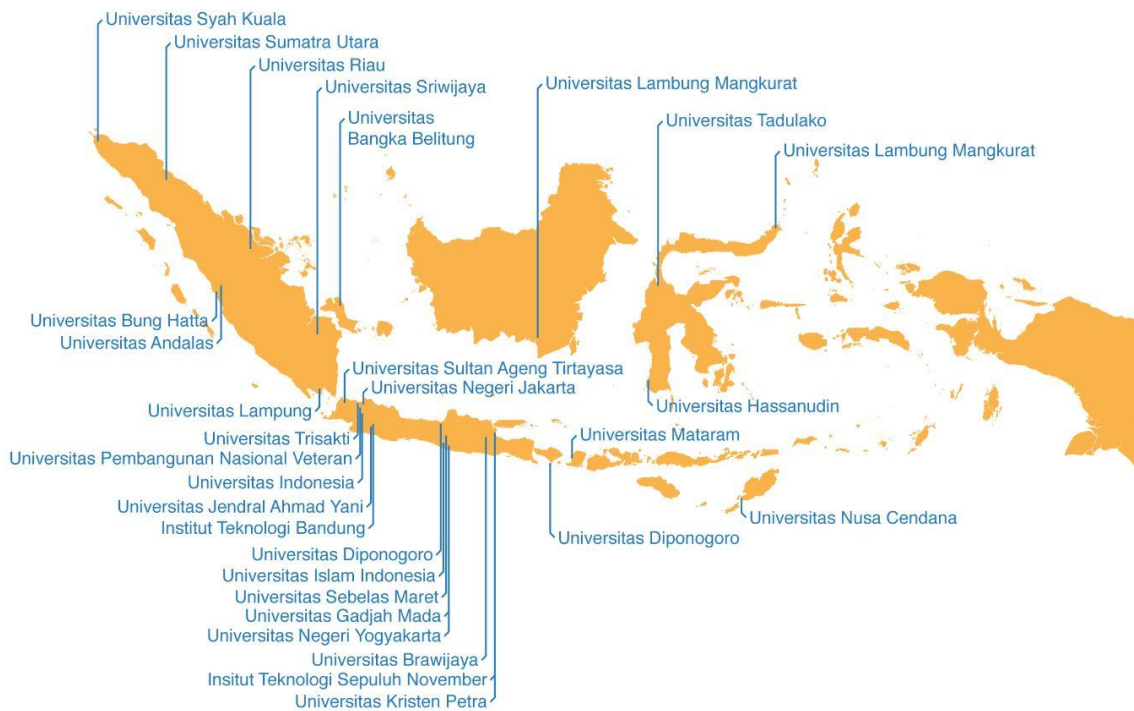 Universitas Syah Kuala
Universitas Sumatra Utara
Universitas Riau
Universitas Sriwijaya
Universitas
Bangka Belitung
Universitas Lambung Mangkurat
Universitas Tadulako
Universitas Lambung Mangkurat
Universitas Bung Hatta
Universitas Andalas
Universitas Sultan Ageng Tirtayasa
Universitas Negeri Jakarta
Universitas Lampung
Universitas Hassanudin
Universitas Trisakti
Universitas Mataram
Universitas Pembangunan Nasional Veteran
Universitas Indonesia
Universitas Jendral Ahmad Yani
Universitas Nusa Cendana
Institut Teknologi Bandung
Universitas Diponogoro
Universitas Diponogoro
Universitas Islam Indonesia
Universitas Sebelas Maret
Universitas Gadjah Mada
Universitas Negeri Yogyakarta
Universitas Brawijaya
Insitut Teknologi Sepuluh November
Universitas Kristen Petra